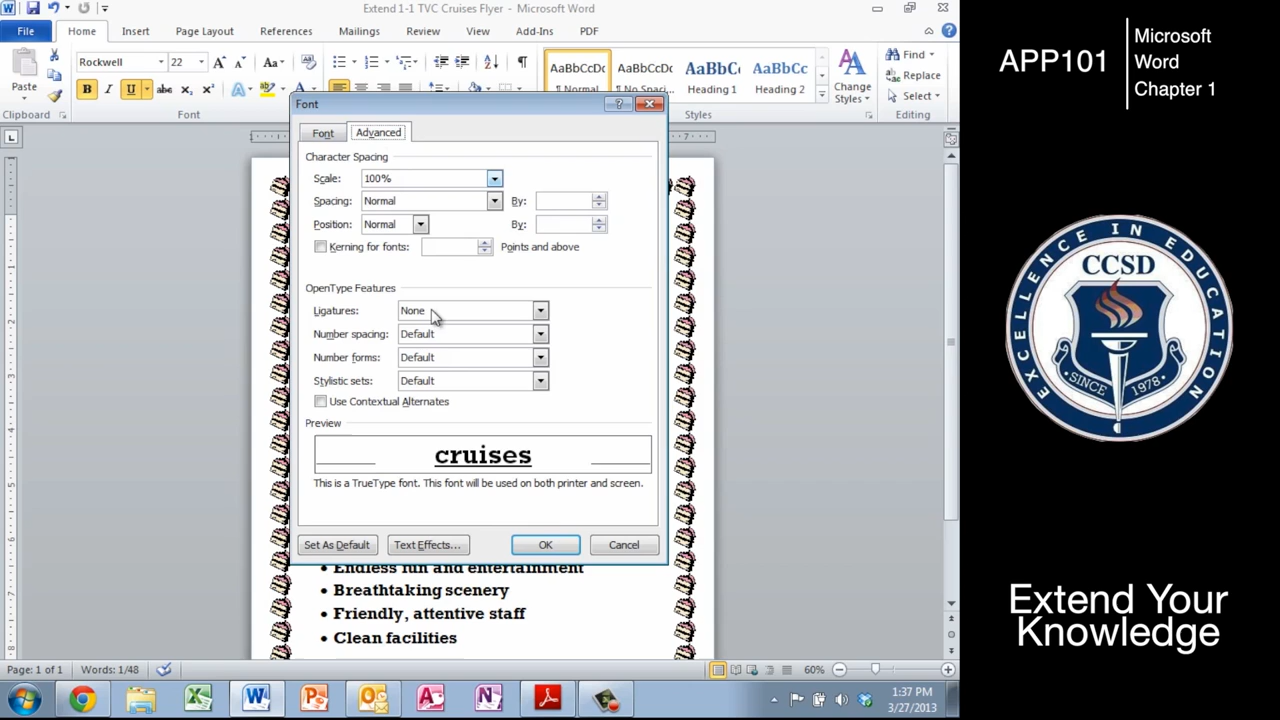 Extend 1-1 TVC Cruises Flyer - Microsoft Word
File Home Insert Page Layout References Mailings Review View Add-Ins PDF
Paste
Rockwell 22
Clipboard Font Styles Editing
AaBbCcDc AaBbCcDc AaBbC( AaBbCc
¶ Normal ¶ No Spaci... Heading 1 Heading 2
Change Styles
Find
Replace
Select
Font
Font Advanced
Character Spacing
Scale: 100%
Spacing: Normal By:
Position: Normal By:
Kerning for fonts: Points and above
OpenType Features
Ligatures: None
Number spacing: Default
Number forms: Default
Stylistic sets: Default
Use Contextual Alternates
Preview
cruises
This is a TrueType font. This font will be used on both printer and screen.
Set As Default Text Effects... OK Cancel
• Endless fun and entertainment
• Breathtaking scenery
• Friendly, attentive staff
• Clean facilities
Page: 1 of 1 Words: 1/48 60%
1:37 PM
3/27/2013
APP101
Microsoft
Word
Chapter 1
EXCELLENCE IN EDUCATION
CCSD
SINCE 1978
Extend Your
Knowledge